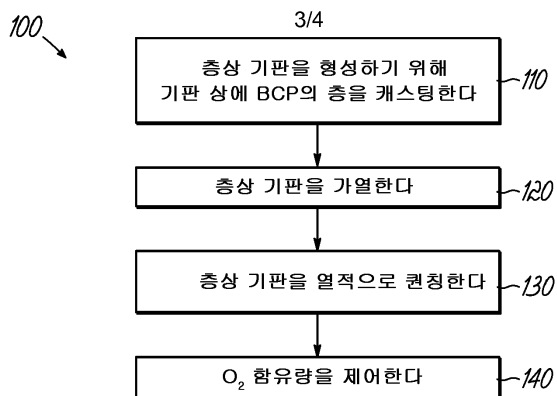 3/4
100
층상 기판을 형성하기 위해
기판 상에 BCP의 층을 캐스팅한다
110
층상 기판을 가열한다
120
층상 기판을 열적으로 퀀칭한다
130
O₂ 함유량을 제어한다
140